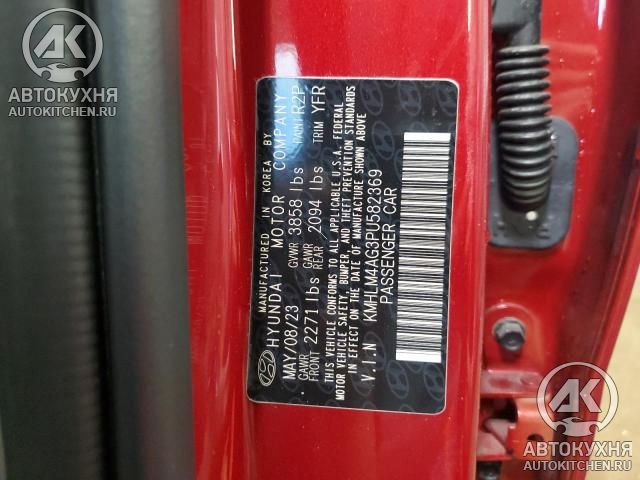 АВТОКУХНЯ
AUTOKITCHEN.RU
MANUFACTURED IN KOREA BY
HYUNDAI MOTOR COMPANY
MAY/08/23 GVWR 3858 lbs PAINT R2P
GAWR FRONT 2271 lbs GAWR REAR 2094 lbs TRIM YFR
THIS VEHICLE CONFORMS TO ALL APPLICABLE U.S.A. FEDERAL
MOTOR VEHICLE SAFETY, BUMPER, AND THEFT PREVENTION STANDARDS
IN EFFECT ON THE DATE OF MANUFACTURE SHOWN ABOVE
V.I.N KMHLM4AG3PU582369
PASSENGER CAR
АК
АВТОКУХНЯ
AUTOKITCHEN.RU